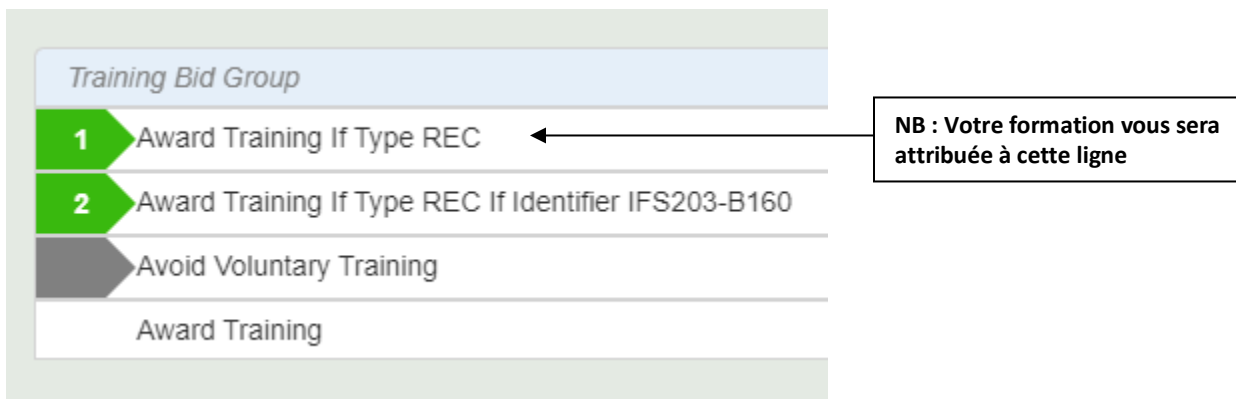 Training Bid Group
1 Award Training If Type REC
NB : Votre formation vous sera
attribuée à cette ligne
2 Award Training If Type REC If Identifier IFS203-B160
Avoid Voluntary Training
Award Training